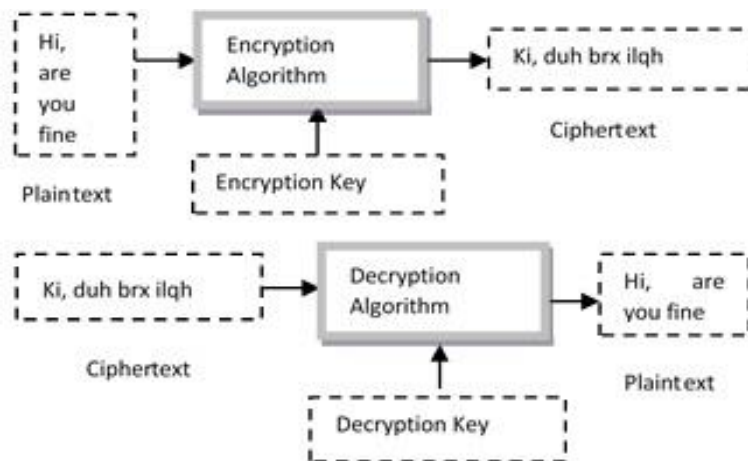 Hi,
are
you
fine
Encryption
Algorithm
Ki, duh brx ilqh
Ciphertext
Plaintext
Encryption Key
Ki, duh brx ilqh
Decryption
Algorithm
Hi, are
you fine
Ciphertext
Plaintext
Decryption Key